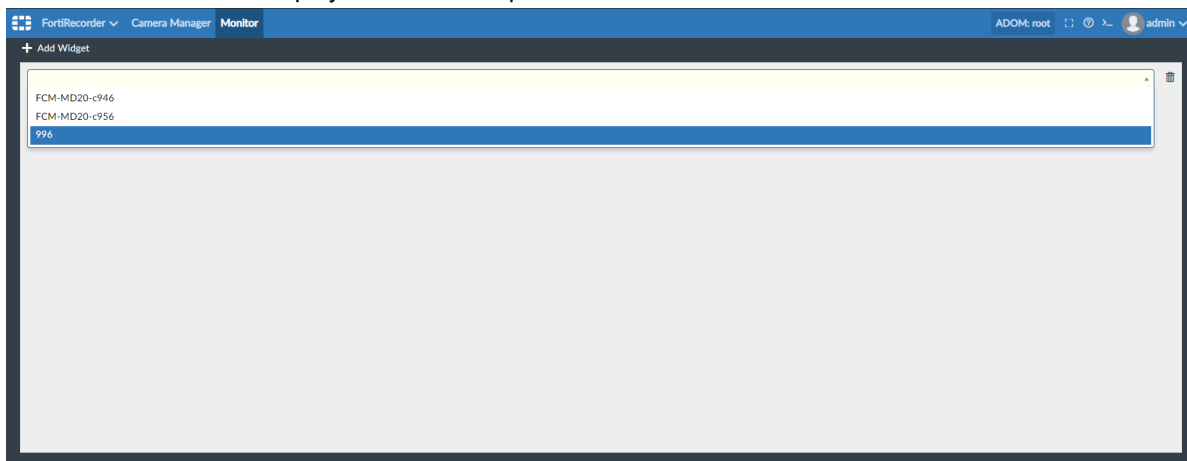 FortiRecorder Camera Manager Monitor ADOM: root admin
+ Add Widget
FCM-MD20-c946
FCM-MD20-c956
996